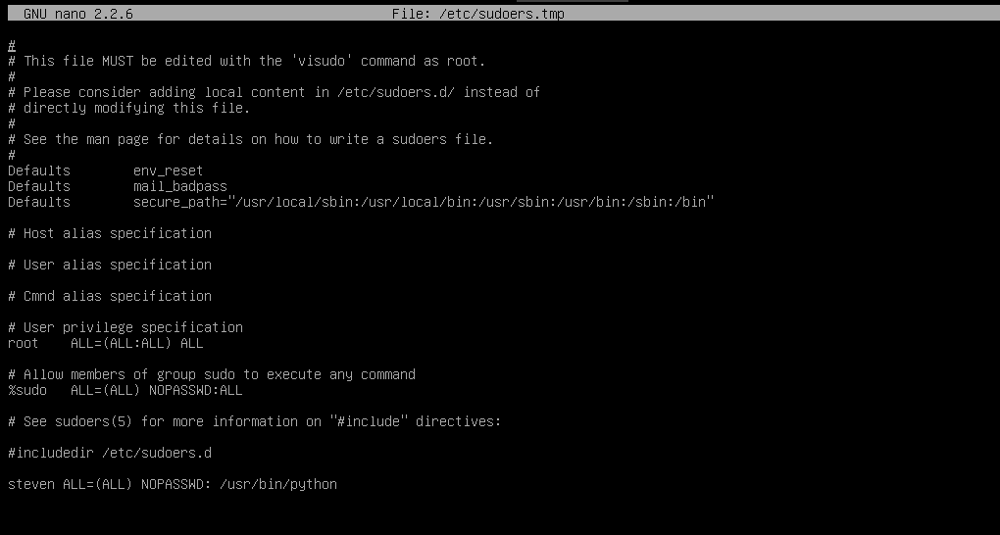 GNU nano 2.2.6 File: /etc/sudoers.tmp
#
# This file MUST be edited with the 'visudo' command as root.
#
# Please consider adding local content in /etc/sudoers.d/ instead of
# directly modifying this file.
#
# See the man page for details on how to write a sudoers file.
#
Defaults env_reset
Defaults mail_badpass
Defaults secure_path="/usr/local/sbin:/usr/local/bin:/usr/sbin:/usr/bin:/sbin:/bin"
# Host alias specification
# User alias specification
# Cmnd alias specification
# User privilege specification
root ALL=(ALL:ALL) ALL
# Allow members of group sudo to execute any command
%sudo ALL=(ALL) NOPASSWD:ALL
# See sudoers(5) for more information on "#include" directives:
#includedir /etc/sudoers.d
steven ALL=(ALL) NOPASSWD: /usr/bin/python